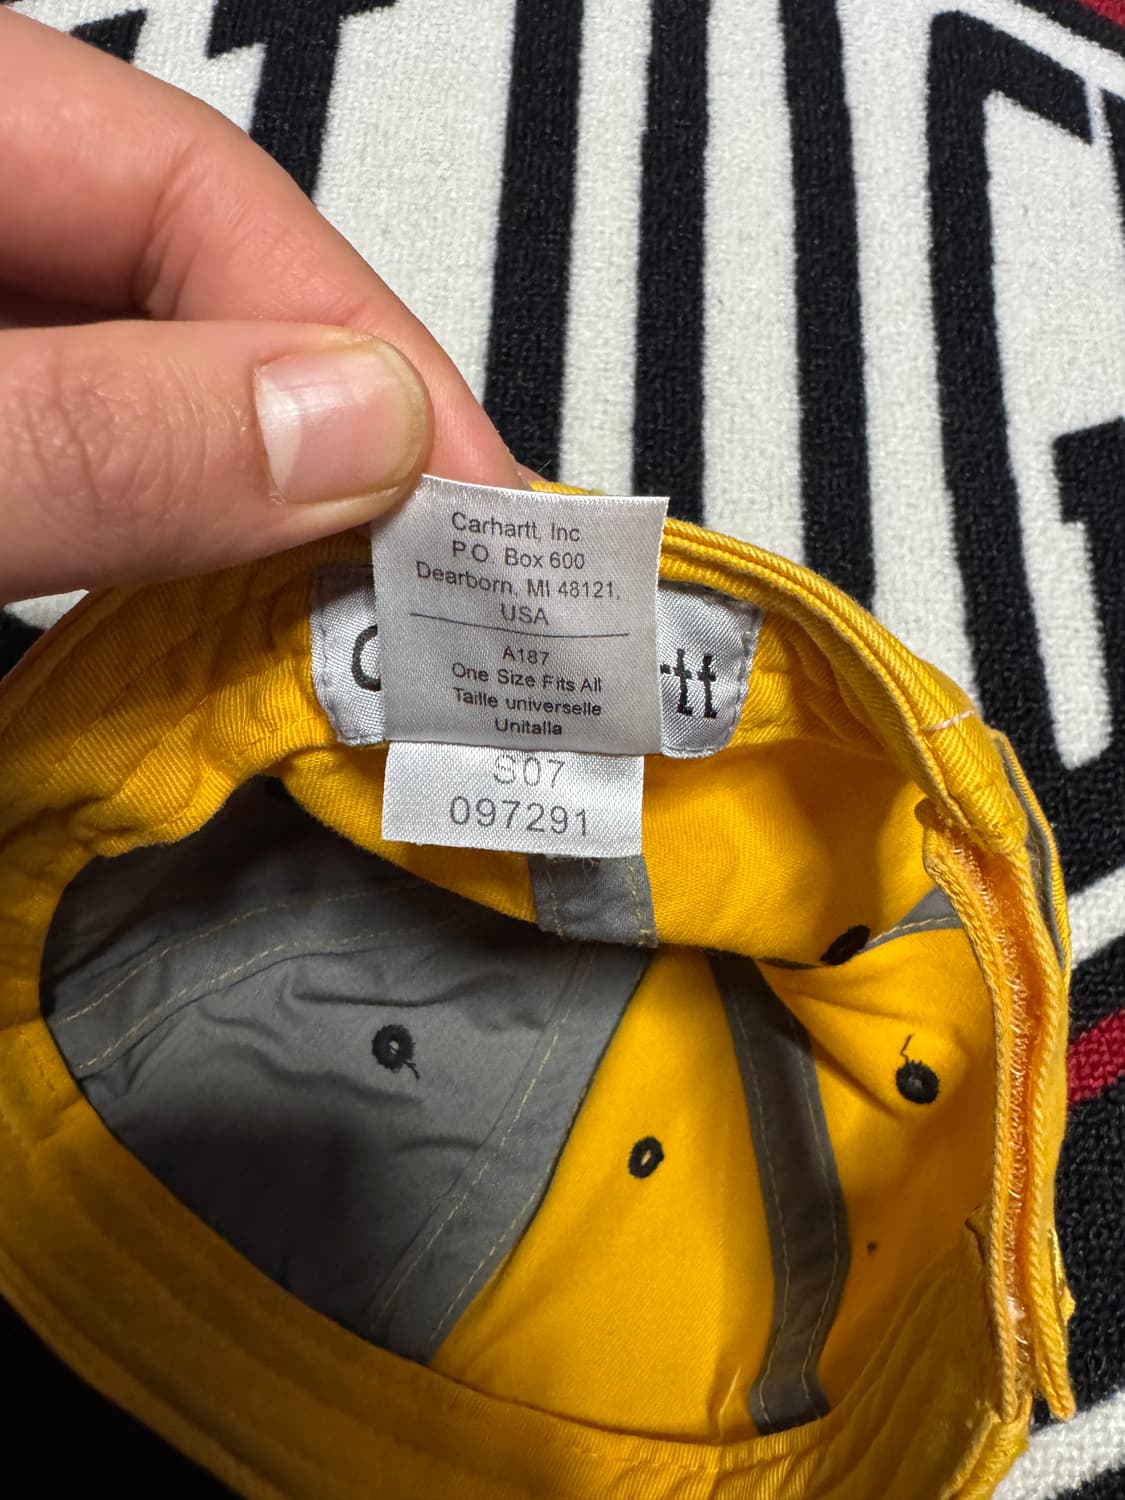 Carhartt, Inc
P.O. Box 600
Dearborn, MI 48121,
USA
A187
One Size Fits All
Taille universelle
Unitalla
S07
097291